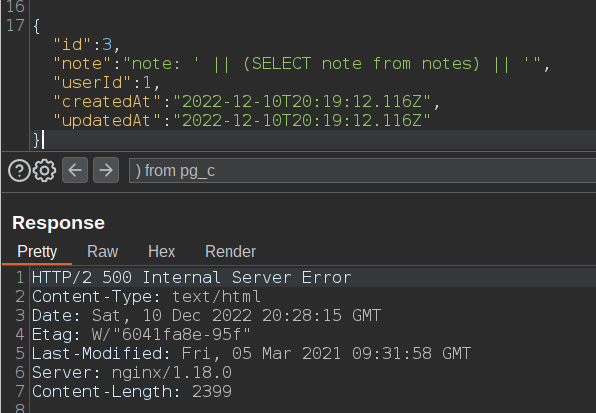 16
17 {
"id":3,
"note":"note: ' || (SELECT note from notes) || '",
"userId":1,
"createdAt":"2022-12-10T20:19:12.116Z",
"updatedAt":"2022-12-10T20:19:12.116Z"
}
) from pg_c
Response
Pretty Raw Hex Render
1 HTTP/2 500 Internal Server Error
2 Content-Type: text/html
3 Date: Sat, 10 Dec 2022 20:28:15 GMT
4 Etag: W/"6041fa8e-95f"
5 Last-Modified: Fri, 05 Mar 2021 09:31:58 GMT
6 Server: nginx/1.18.0
7 Content-Length: 2399
8